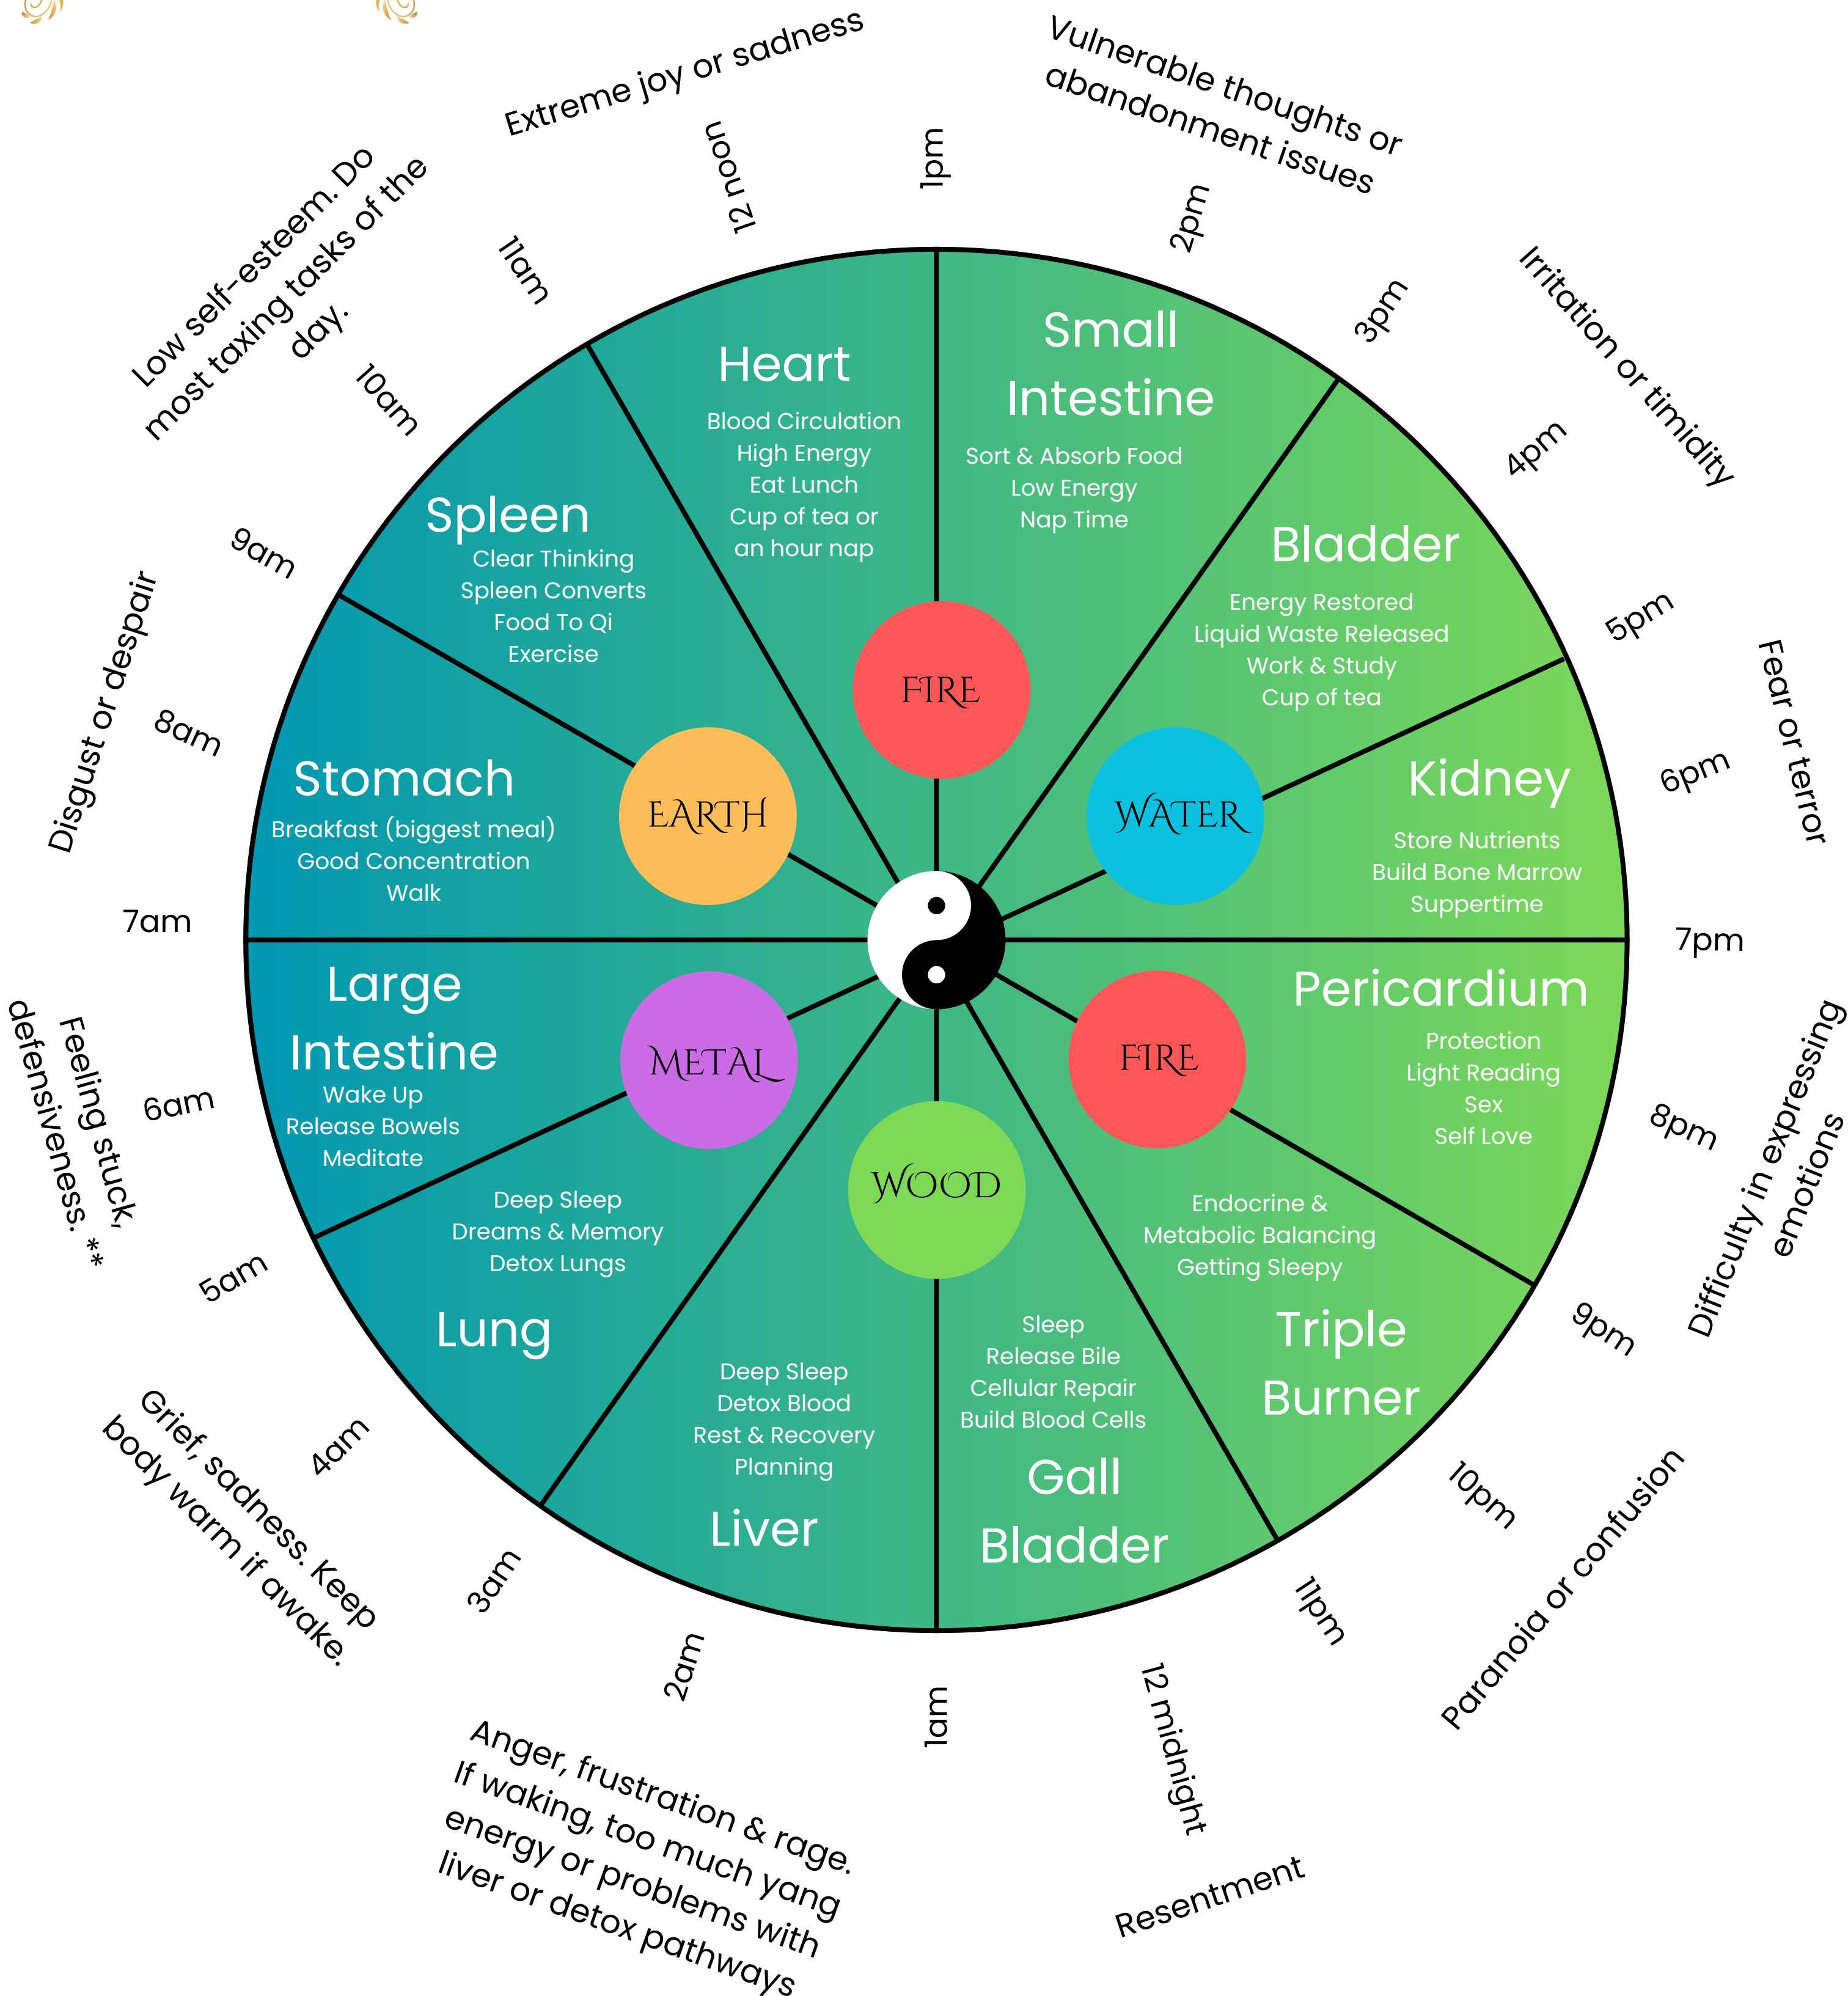 Extreme joy or sadness
Vulnerable thoughts or
abandonment issues
Irritation or timidity
Fear or terror
Difficulty in expressing
emotions
Paranoia or confusion
Resentment
Anger, frustration & rage.
If waking, too much yang
energy or problems with
liver or detox pathways
Grief, sadness. Keep
body warm if awake.
Feeling stuck,
defensiveness. **
Disgust or despair
Low self-esteem. Do
most taxing tasks of the
day.
12 noon
1pm
2pm
3pm
4pm
5pm
6pm
7pm
8pm
9pm
10pm
11pm
12 midnight
1am
2am
3am
4am
5am
6am
7am
8am
9am
10am
11am
Heart
Blood Circulation
High Energy
Eat Lunch
Cup of tea or
an hour nap
Small
Intestine
Sort & Absorb Food
Low Energy
Nap Time
Bladder
Energy Restored
Liquid Waste Released
Work & Study
Cup of tea
Kidney
Store Nutrients
Build Bone Marrow
Suppertime
Pericardium
Protection
Light Reading
Sex
Self Love
Endocrine &
Metabolic Balancing
Getting Sleepy
Triple
Burner
Sleep
Release Bile
Cellular Repair
Build Blood Cells
Gall
Bladder
Deep Sleep
Detox Blood
Rest & Recovery
Planning
Liver
Deep Sleep
Dreams & Memory
Detox Lungs
Lung
Large
Intestine
Wake Up
Release Bowels
Meditate
Stomach
Breakfast (biggest meal)
Good Concentration
Walk
Spleen
Clear Thinking
Spleen Converts
Food To Qi
Exercise
FIRE
WATER
FIRE
WOOD
METAL
EARTH